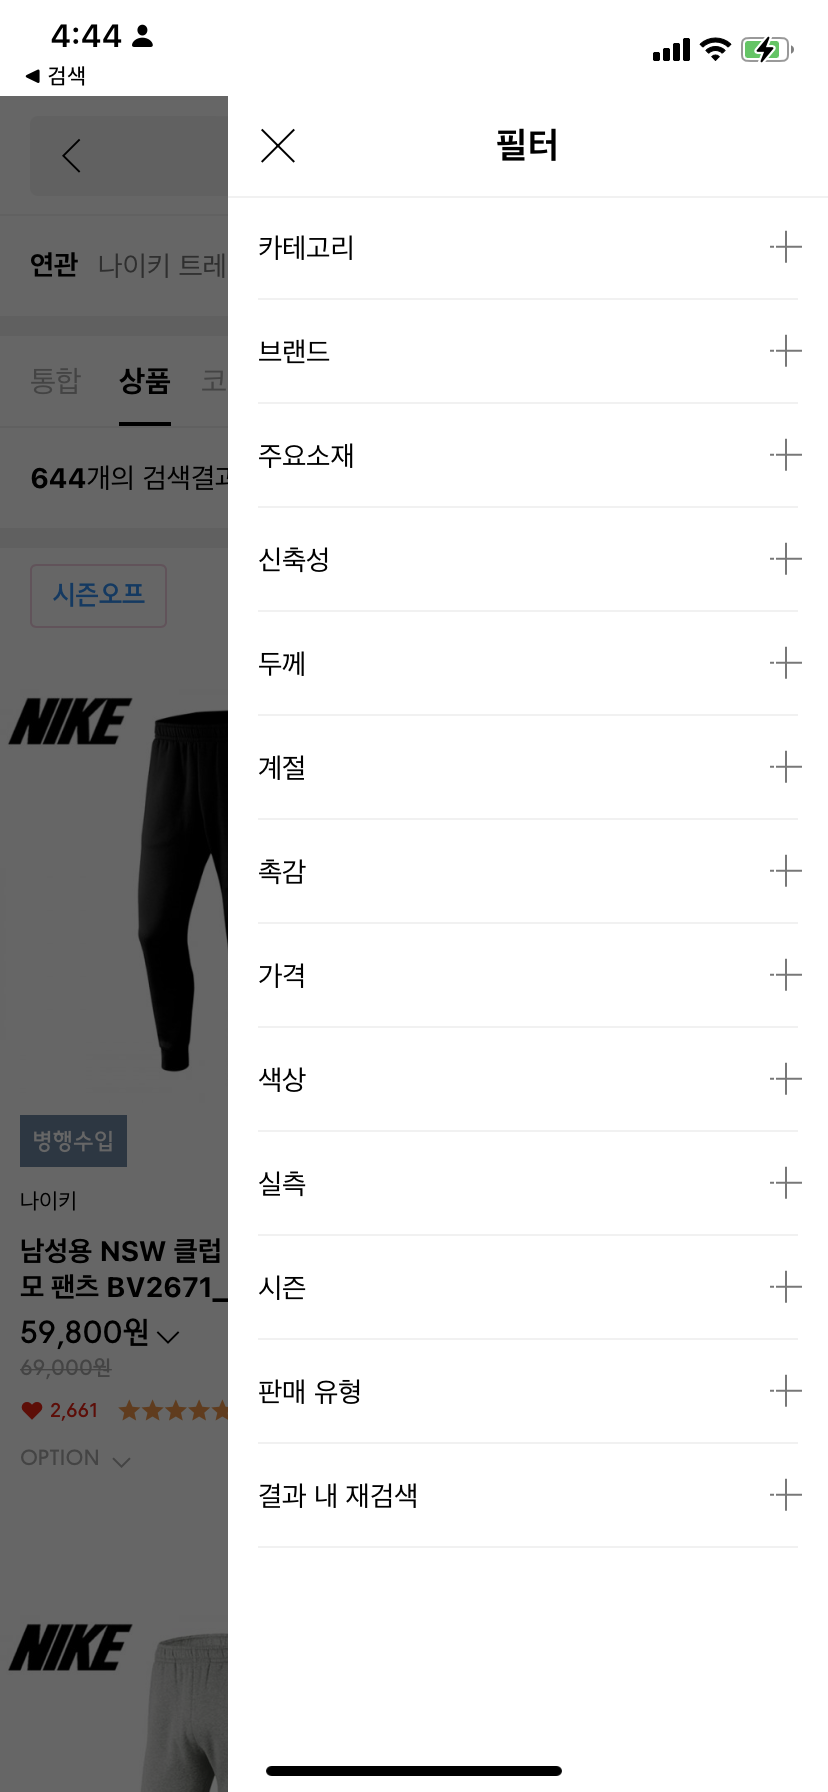 4:44
◀ 검색
필터
연관 나이키 트레
통합 상품 코
644개의 검색결과
시즌오프
NIKE
병행수입
나이키
남성용 NSW 클럽
모 팬츠 BV2671_
59,800원
69,000원
2,661
OPTION
NIKE
카테고리
브랜드
주요소재
신축성
두께
계절
촉감
가격
색상
실측
시즌
판매 유형
결과 내 재검색